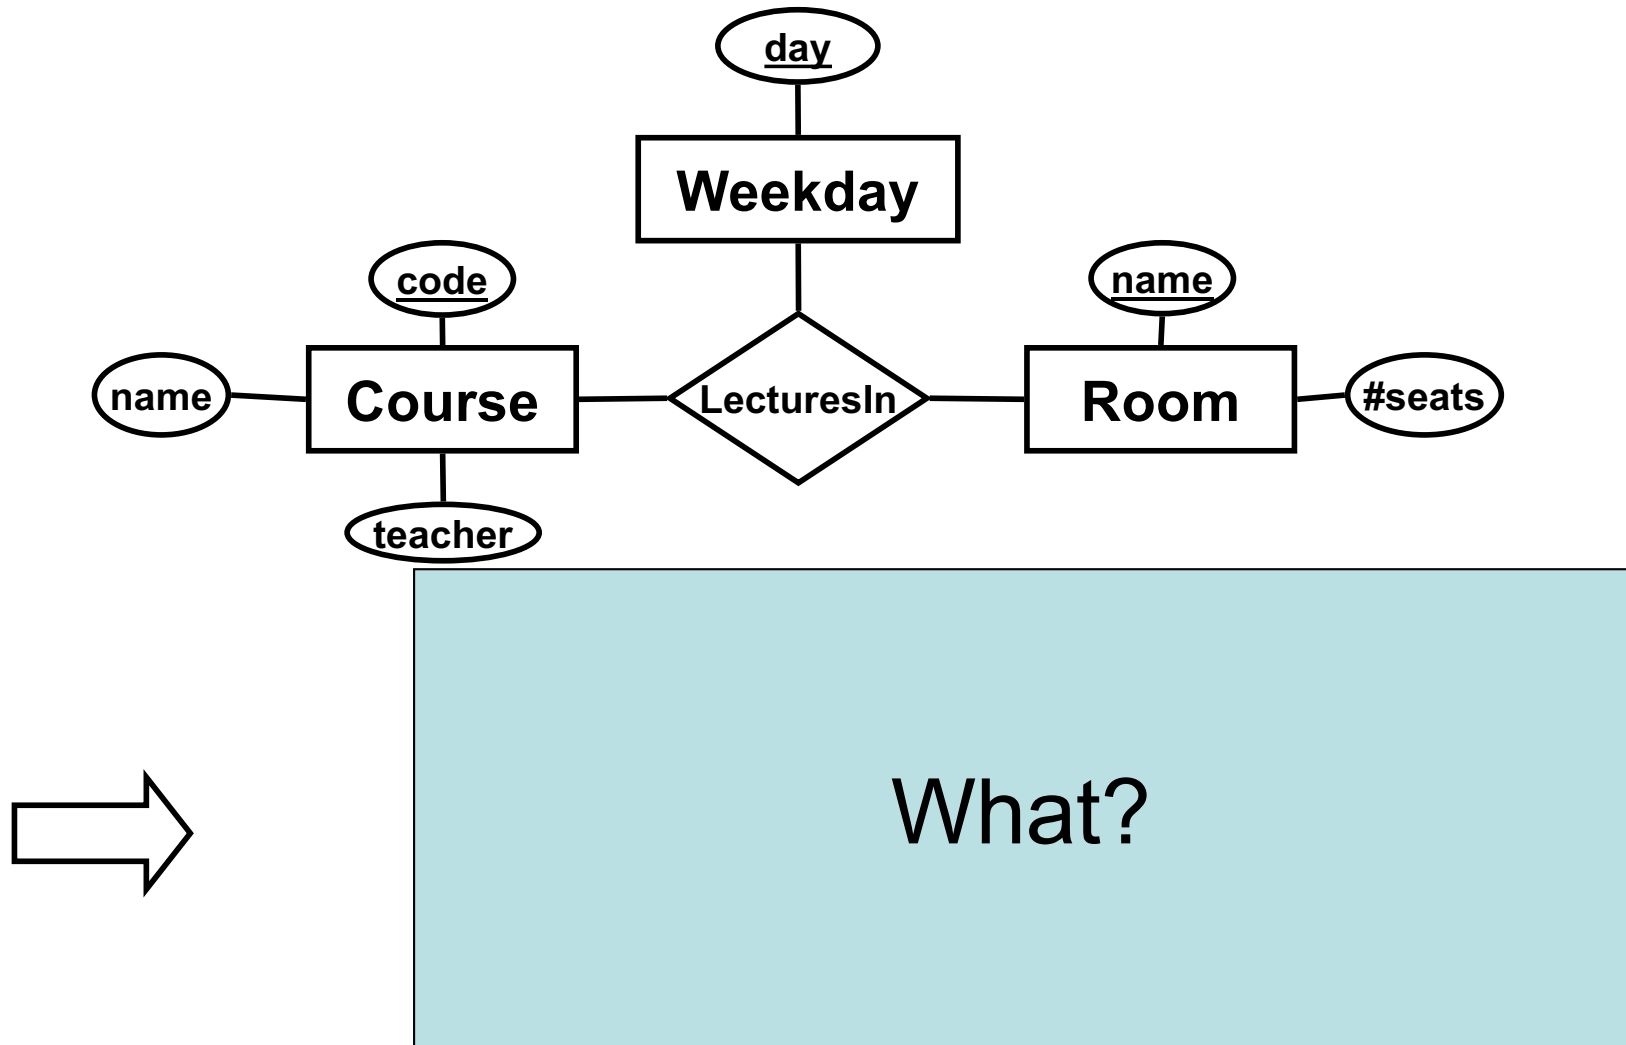 day
Weekday
code
name
name
Course
LecturesIn
Room
#seats
teacher
What?